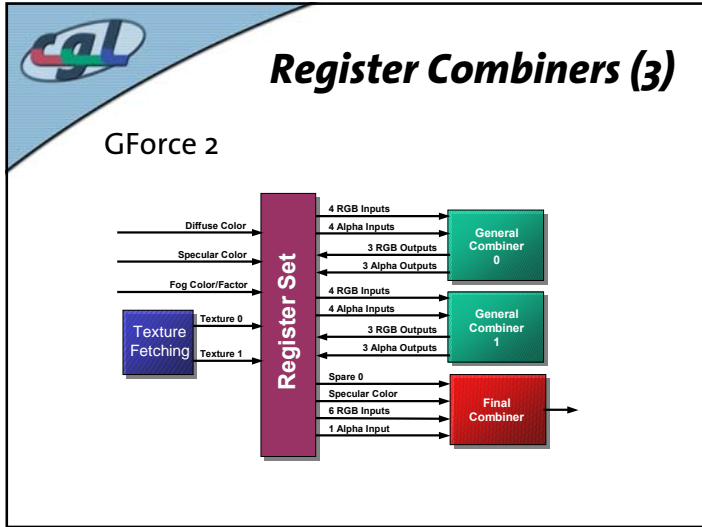 cgl
Register Combiners (3)
GForce 2
Diffuse Color
Specular Color
Fog Color/Factor
Texture
Fetching
Texture 0
Texture 1
Register Set
4 RGB Inputs
4 Alpha Inputs
3 RGB Outputs
3 Alpha Outputs
General
Combiner
0
4 RGB Inputs
4 Alpha Inputs
3 RGB Outputs
3 Alpha Outputs
General
Combiner
1
Spare 0
Specular Color
6 RGB Inputs
1 Alpha Input
Final
Combiner